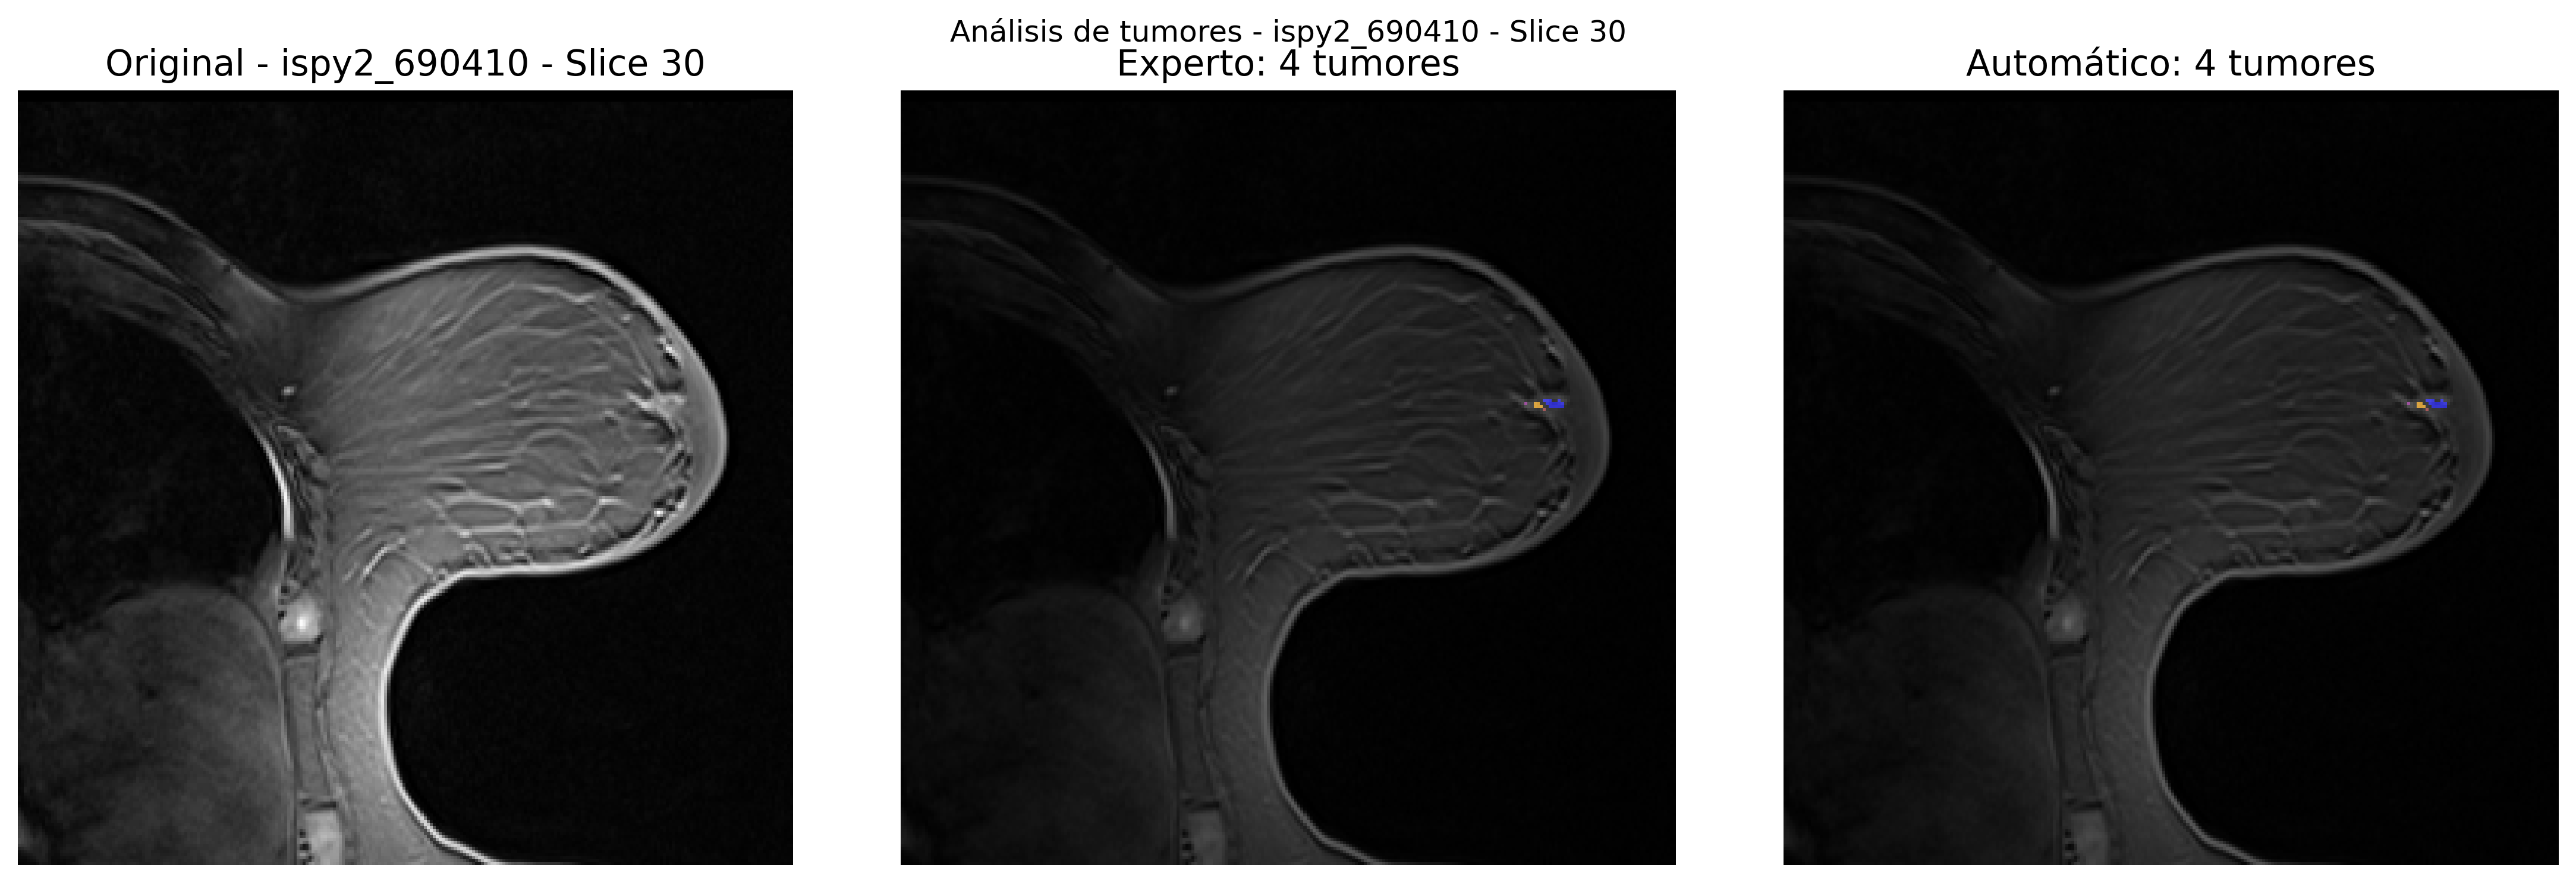 Análisis de tumores - ispy2_690410 - Slice 30
Original - ispy2_690410 - Slice 30
Experto: 4 tumores
Automático: 4 tumores